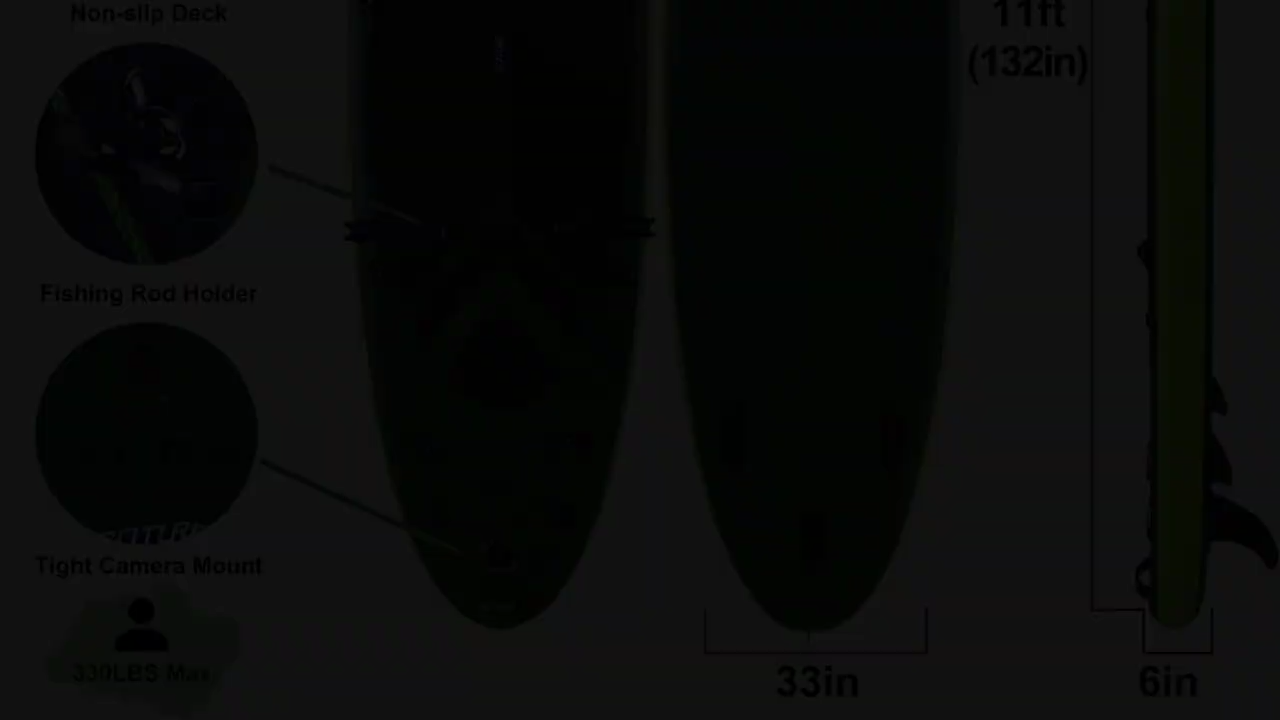 Non-slip Deck
11ft
(132in)
Fishing Rod Holder
Tight Camera Mount
330LBS Max
33in
6in